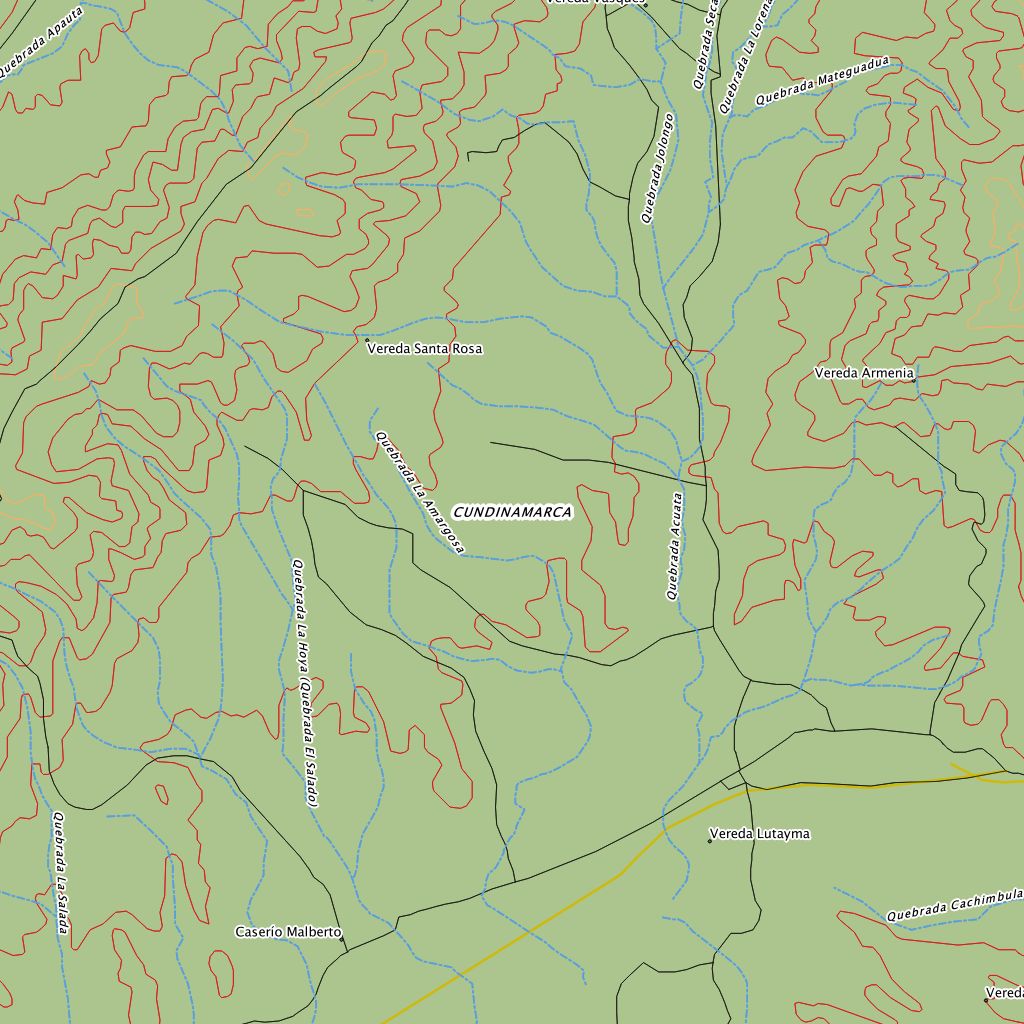 Vereda Vasques
Quebrada Apauta
Quebrada Seca
Quebrada La Lorena
Quebrada Mateguadua
Quebrada Jolongo
Vereda Santa Rosa
Vereda Armenia
Quebrada La Amargosa
CUNDINAMARCA
Quebrada Acuata
Quebrada La Hoya (Quebrada El Salado)
Quebrada La Salada
Vereda Lutayma
Quebrada Cachimbula
Caserío Malberto
Vereda